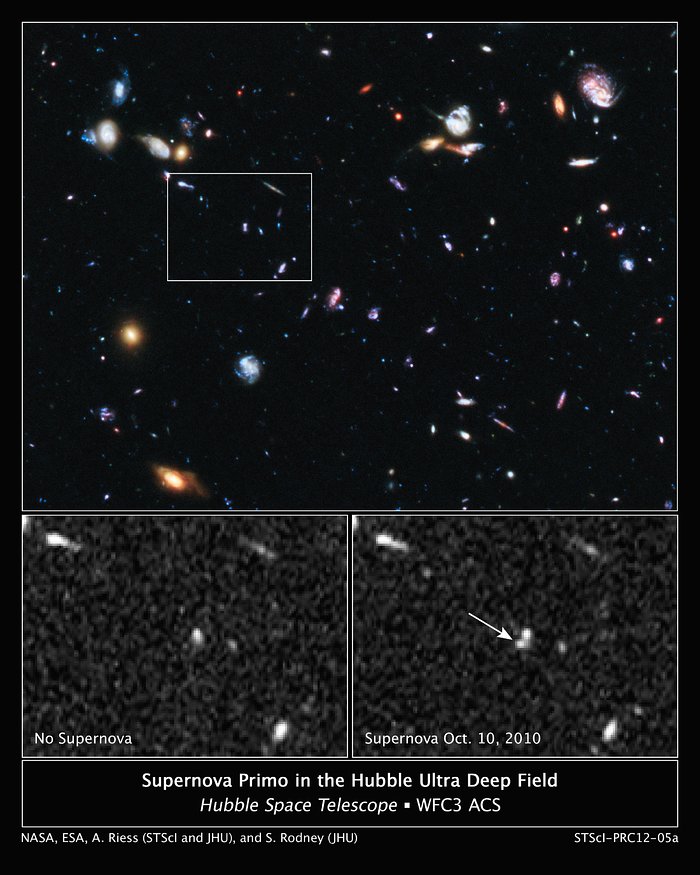 No Supernova
Supernova Oct. 10, 2010
Supernova Primo in the Hubble Ultra Deep Field
Hubble Space Telescope ▪ WFC3 ACS
NASA, ESA, A. Riess (STScI and JHU), and S. Rodney (JHU)
STScI-PRC12-05a